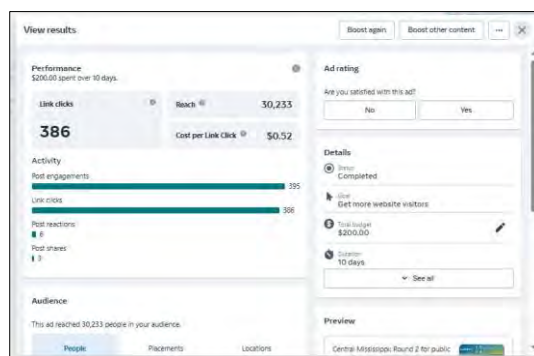 View results
Boost again
Boost other content
Performance
$200.00 spent over 10 days.
Link clicks
386
Reach
30,233
Cost per Link Click
$0.52
Activity
Post engagements
395
Link clicks
386
Post reactions
6
Post shares
3
Audience
This ad reached 30,233 people in your audience.
People
Placements
Locations
Ad rating
Are you satisfied with this ad?
No
Yes
Details
Status
Completed
Goal
Get more website visitors
Total budget
$200.00
Duration
10 days
See all
Preview
Central Mississippi: Round 2 for public